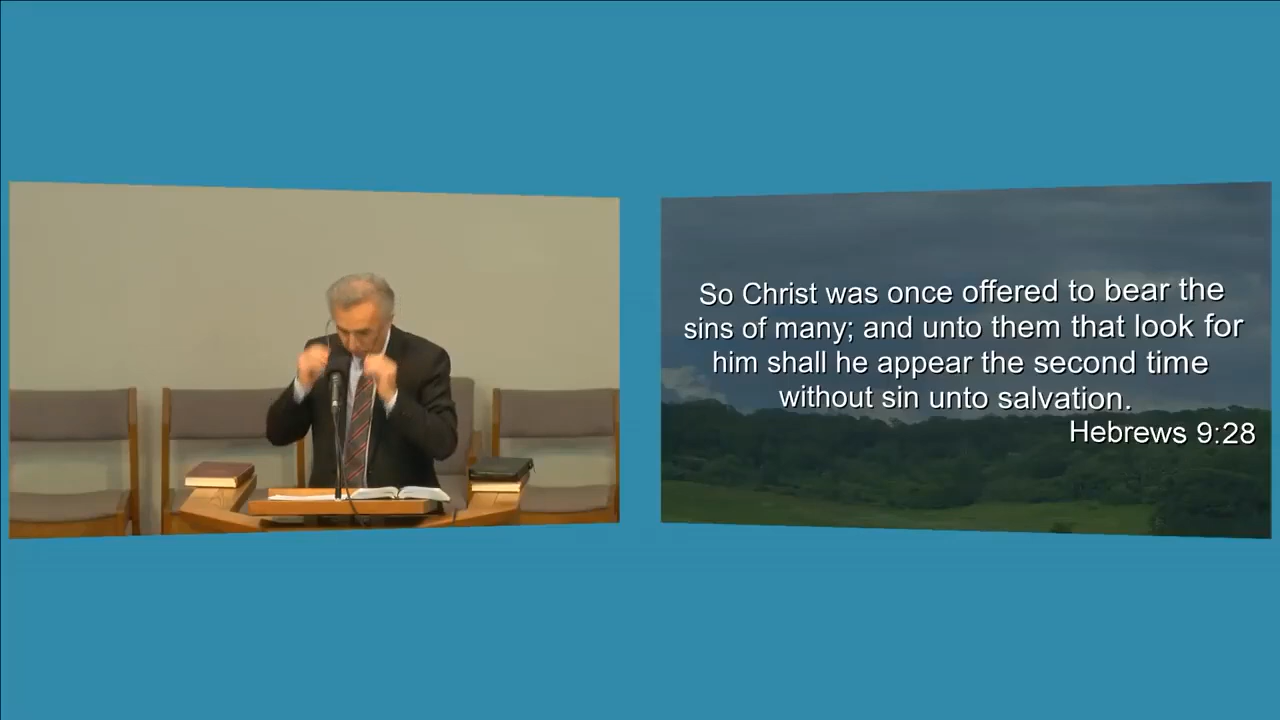 So Christ was once offered to bear the
sins of many; and unto them that look for
him shall he appear the second time
without sin unto salvation.
Hebrews 9:28